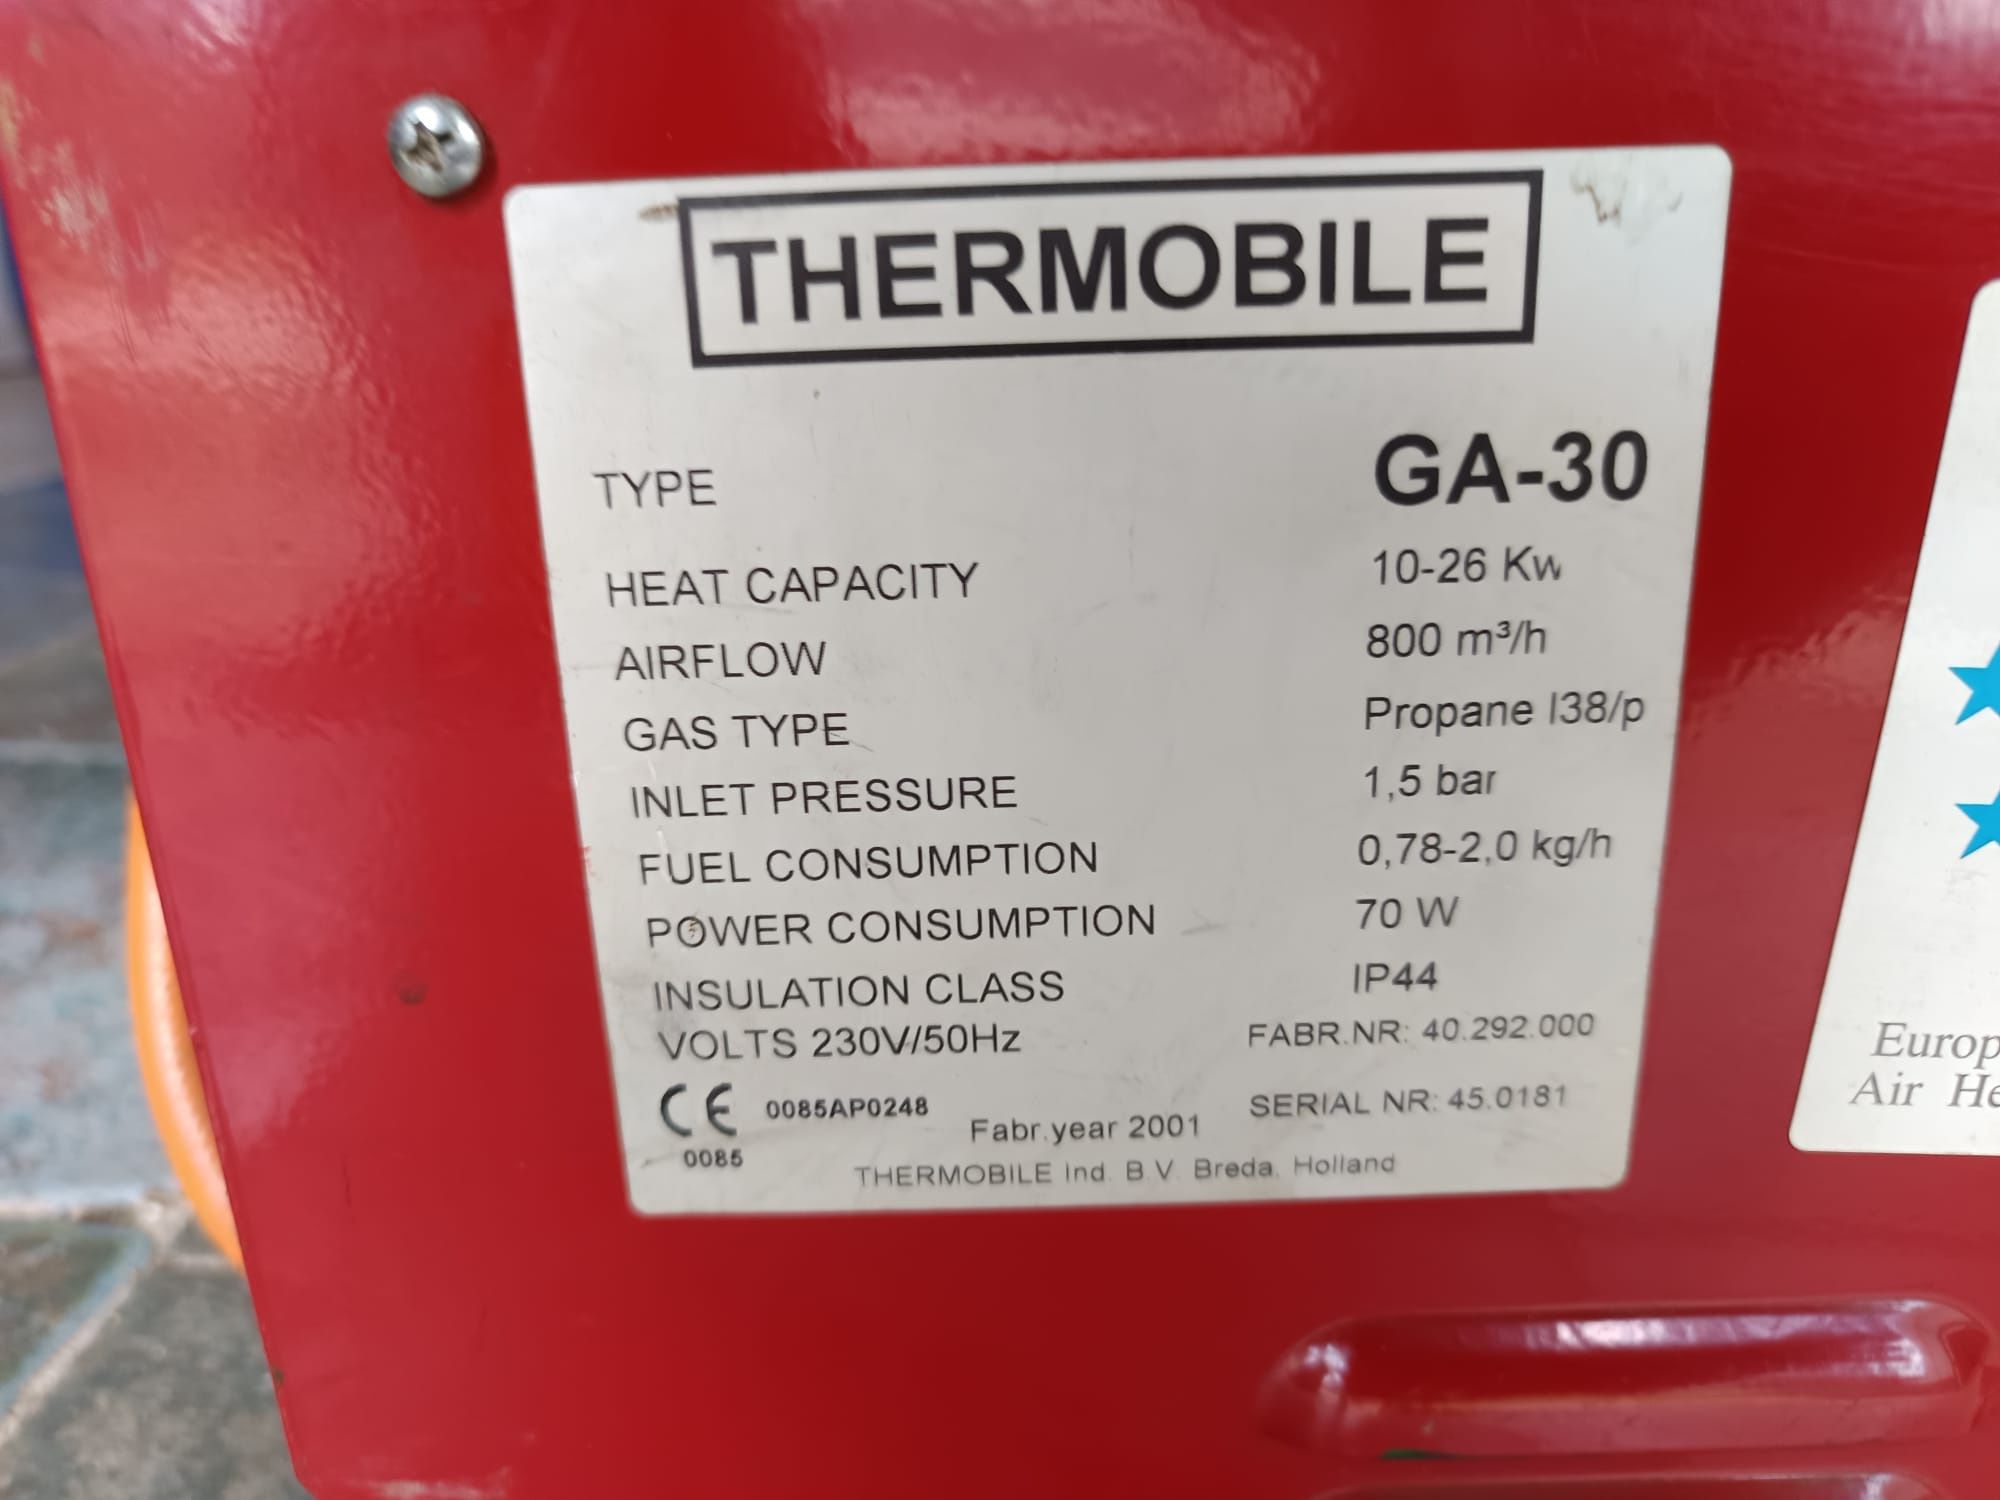 THERMOBILE
TYPE GA-30
HEAT CAPACITY 10-26 Kw
AIRFLOW 800 m³/h
GAS TYPE Propane I38/p
INLET PRESSURE 1,5 bar
FUEL CONSUMPTION 0,78-2,0 kg/h
POWER CONSUMPTION 70 W
INSULATION CLASS IP44
VOLTS 230V/50Hz FABR.NR: 40.292.000
CE 0085AP0248 Fabr.year 2001 SERIAL NR: 45.0181
0085
THERMOBILE Ind. B.V. Breda, Holland
Europ
Air He